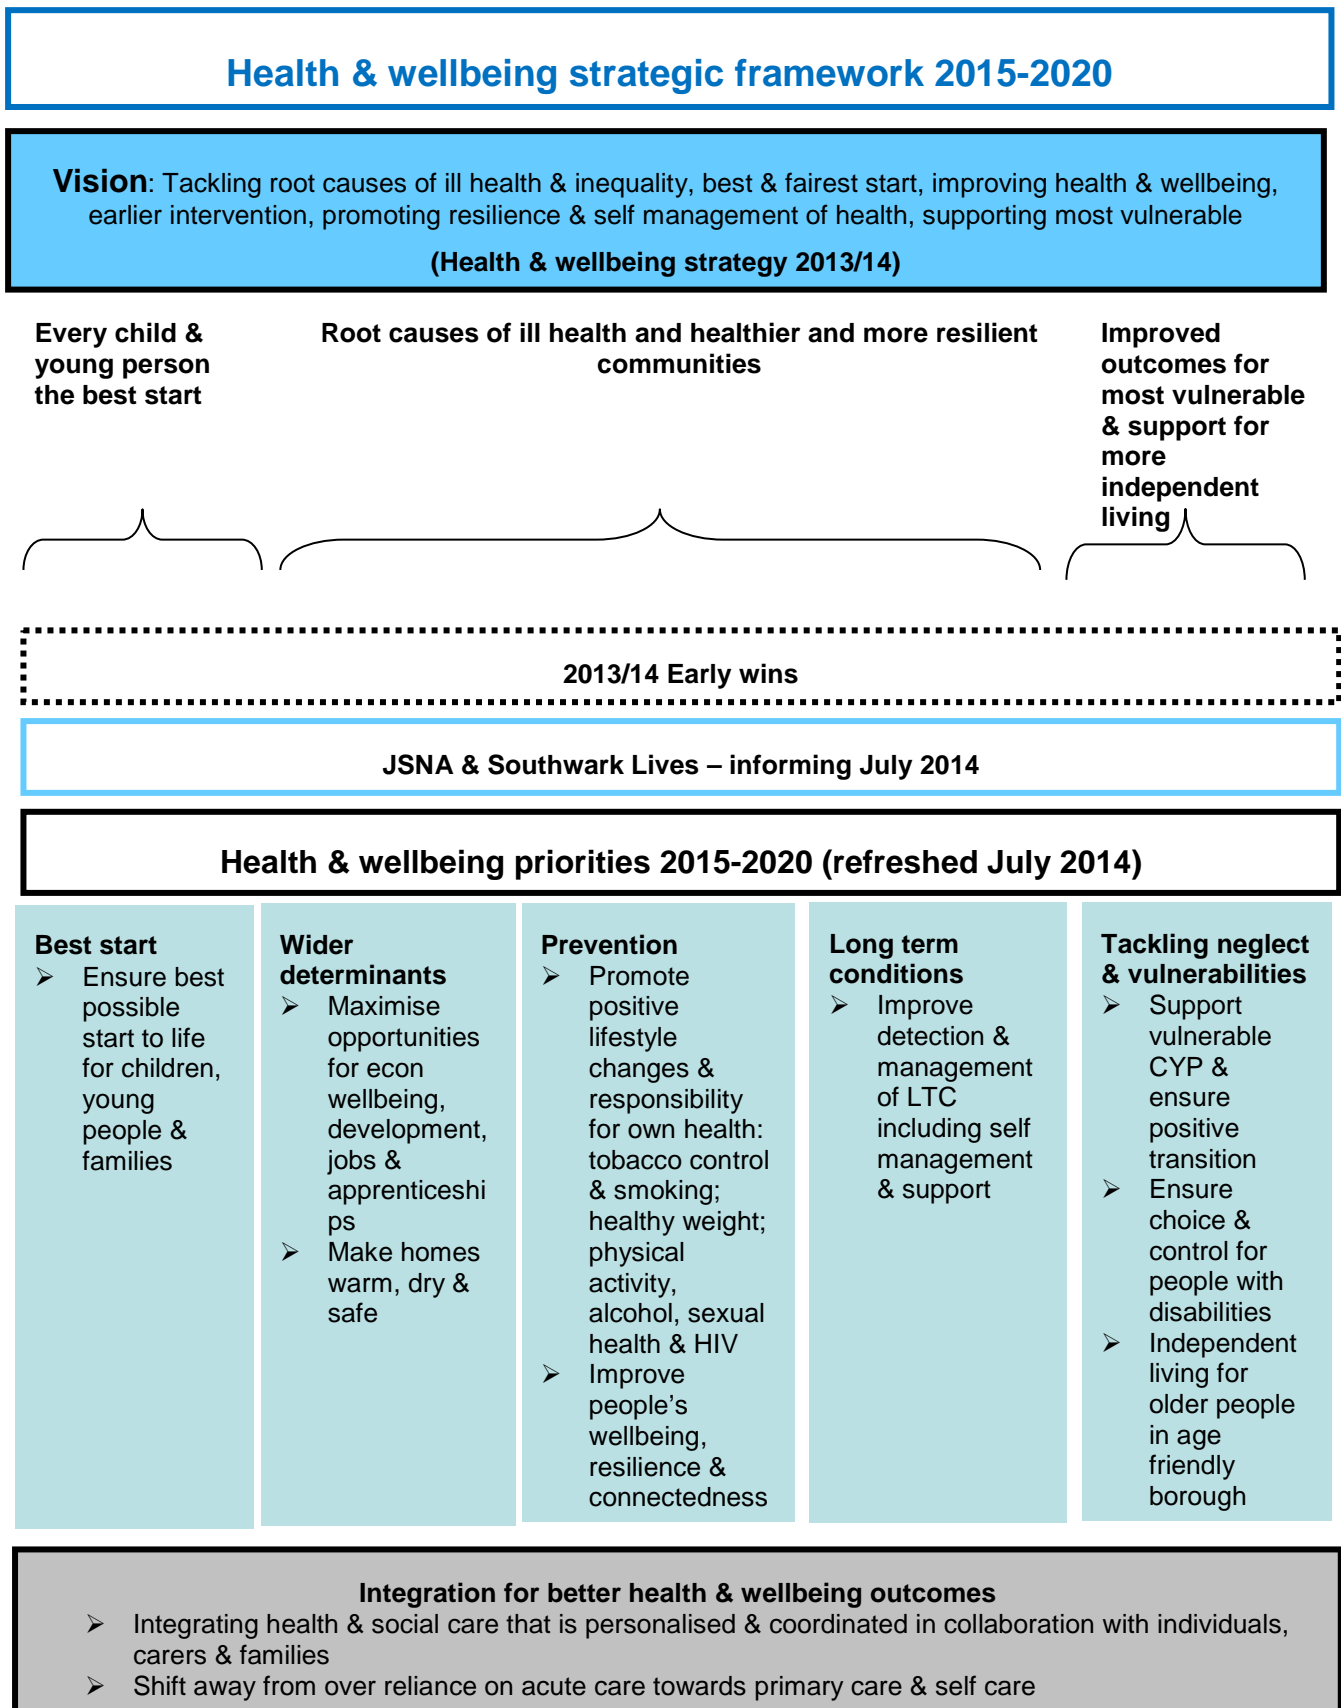 Health & wellbeing strategic framework 2015-2020
Vision: Tackling root causes of ill health & inequality, best & fairest start, improving health & wellbeing,
earlier intervention, promoting resilience & self management of health, supporting most vulnerable
(Health & wellbeing strategy 2013/14)
Every child &
young person
the best start
Root causes of ill health and healthier and more resilient
communities
Improved
outcomes for
most vulnerable
& support for
more
independent
living
2013/14 Early wins
JSNA & Southwark Lives – informing July 2014
Health & wellbeing priorities 2015-2020 (refreshed July 2014)
Best start
➢ Ensure best
possible
start to life
for children,
young
people &
families
Wider
determinants
➢ Maximise
opportunities
for econ
wellbeing,
development,
jobs &
apprenticeshi
ps
➢ Make homes
warm, dry &
safe
Prevention
➢ Promote
positive
lifestyle
changes &
responsibility
for own health:
tobacco control
& smoking;
healthy weight;
physical
activity,
alcohol, sexual
health & HIV
➢ Improve
people’s
wellbeing,
resilience &
connectedness
Long term
conditions
➢ Improve
detection &
management
of LTC
including self
management
& support
Tackling neglect
& vulnerabilities
➢ Support
vulnerable
CYP &
ensure
positive
transition
➢ Ensure
choice &
control for
people with
disabilities
➢ Independent
living for
older people
in age
friendly
borough
Integration for better health & wellbeing outcomes
➢ Integrating health & social care that is personalised & coordinated in collaboration with individuals,
carers & families
➢ Shift away from over reliance on acute care towards primary care & self care